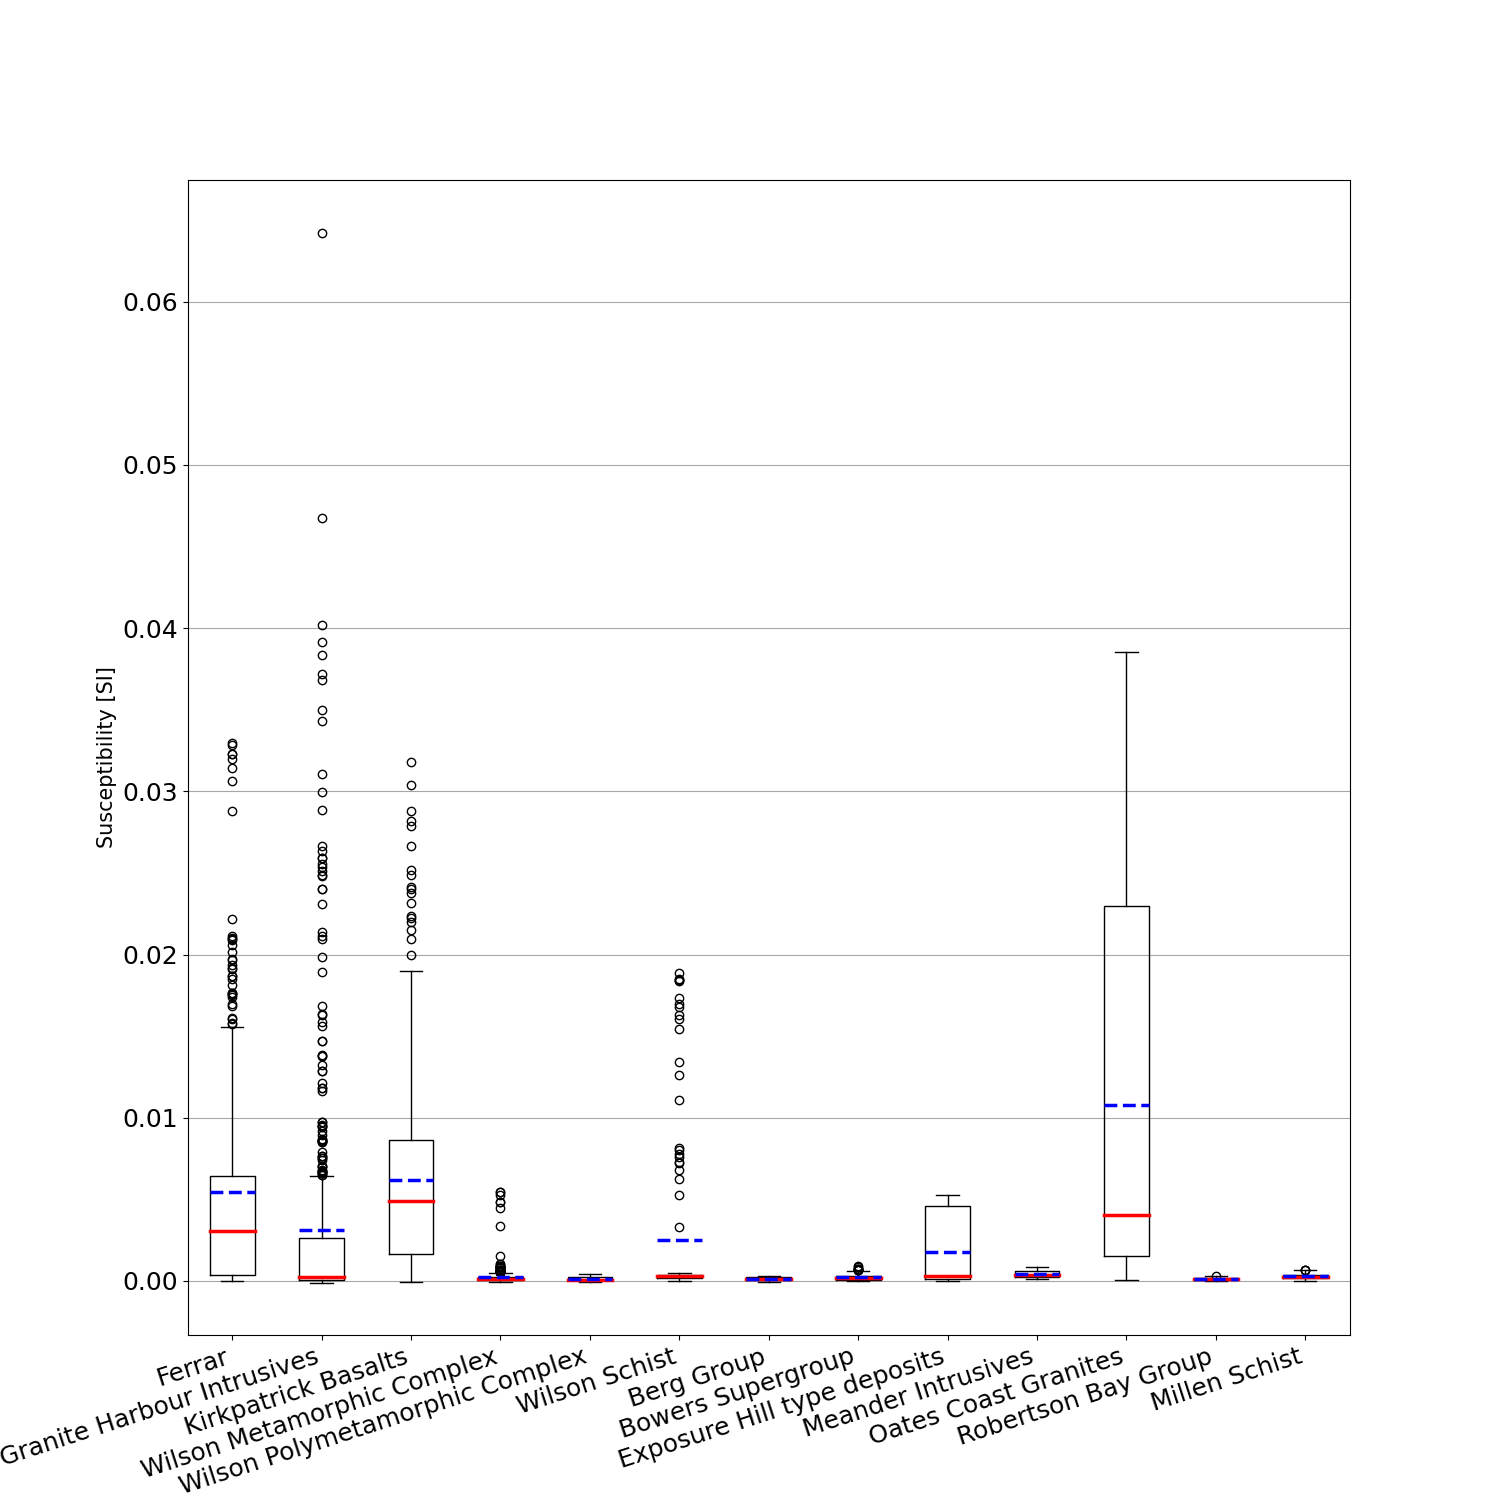 0.06
0.05
0.04
0.03
0.02
0.01
0.00
Susceptibility [SI]
Ferrar
Granite Harbour Intrusives
Kirkpatrick Basalts
Wilson Metamorphic Complex
Wilson Polymetamorphic Complex
Wilson Schist
Berg Group
Bowers Supergroup
Exposure Hill type deposits
Meander Intrusives
Oates Coast Granites
Robertson Bay Group
Millen Schist